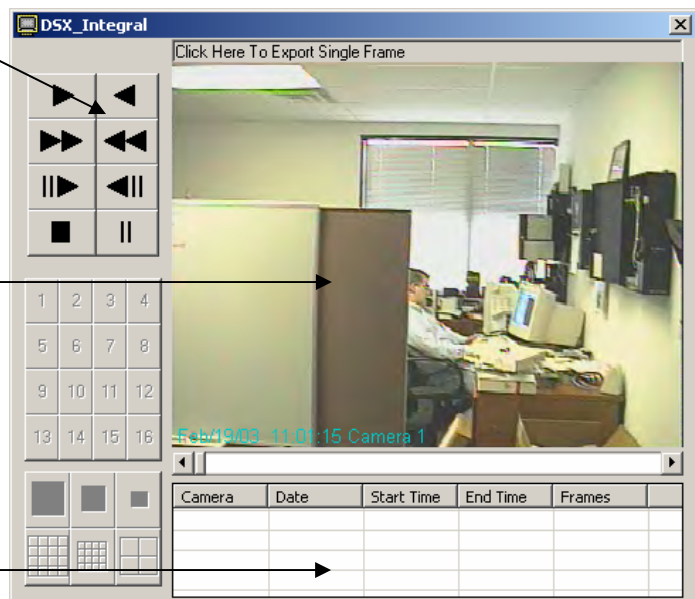 DSX_Integral
Click Here To Export Single Frame
1 2 3 4
5 6 7 8
9 10 11 12
13 14 15 16
Feb/19/03 11:01:15 Camera 1
Camera Date Start Time End Time Frames